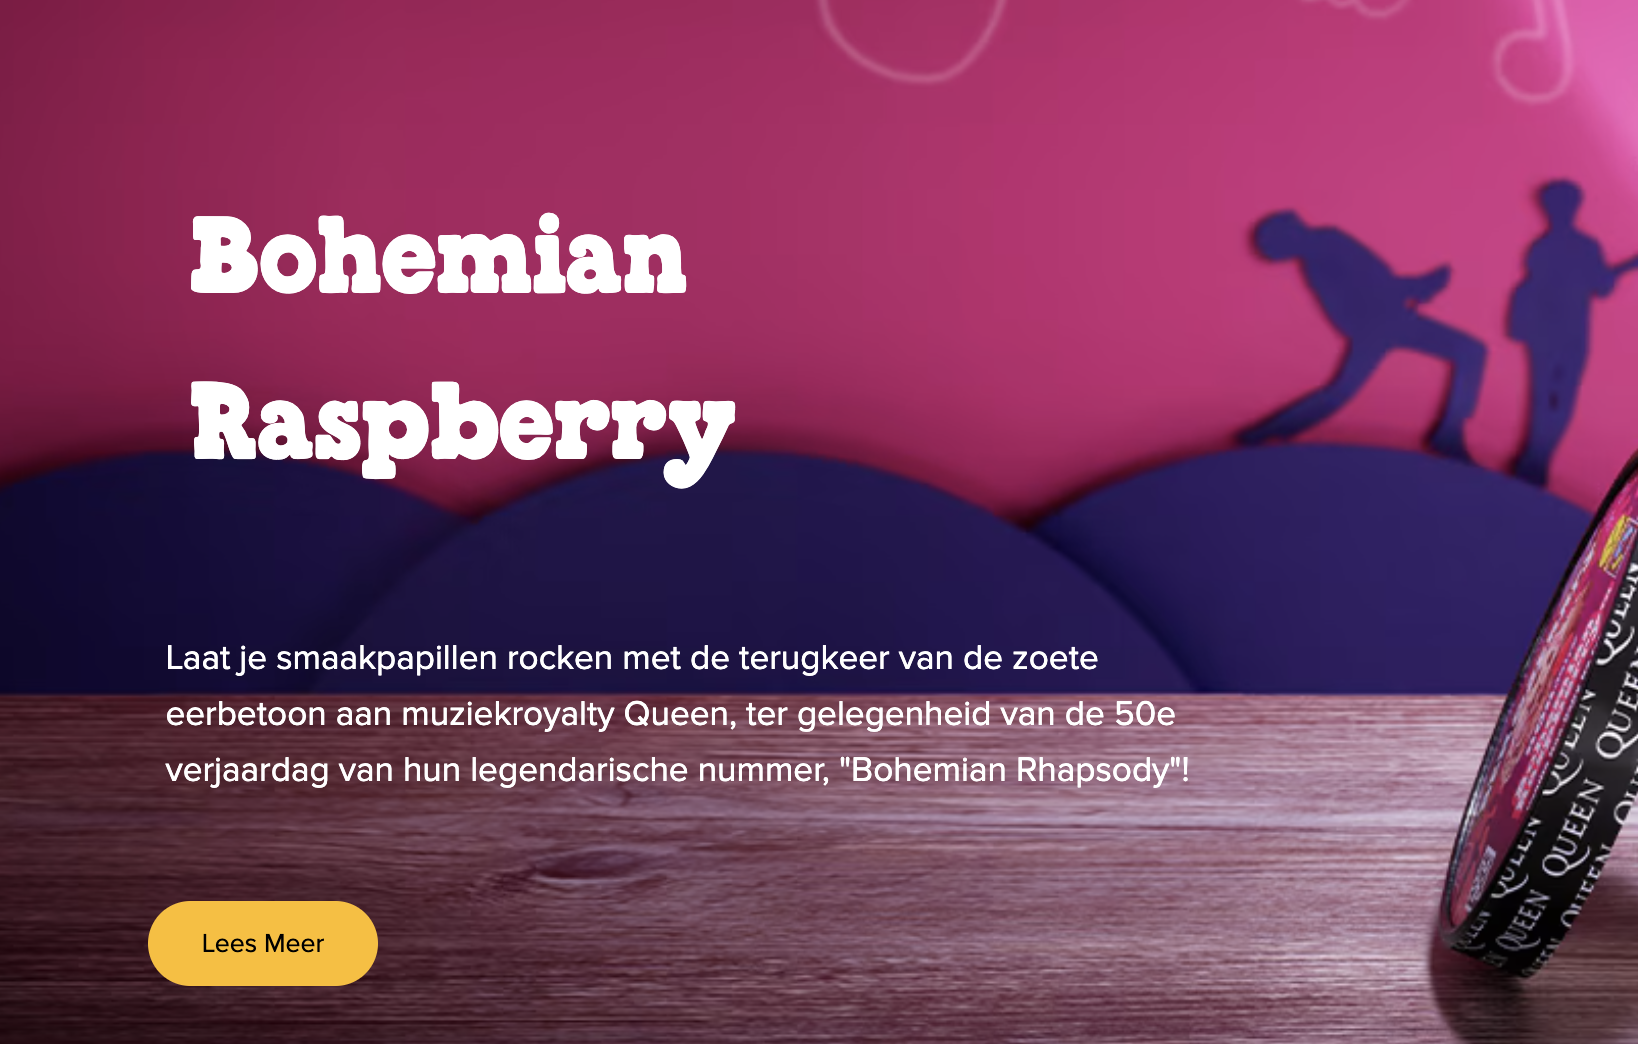 Bohemian
Raspberry
Laat je smaakpapillen rocken met de terugkeer van de zoete
eerbetoon aan muziekroyalty Queen, ter gelegenheid van de 50e
verjaardag van hun legendarische nummer, "Bohemian Rhapsody"!
Lees Meer
QUEEN QUEEN QUEEN
QUEEN QUEEN